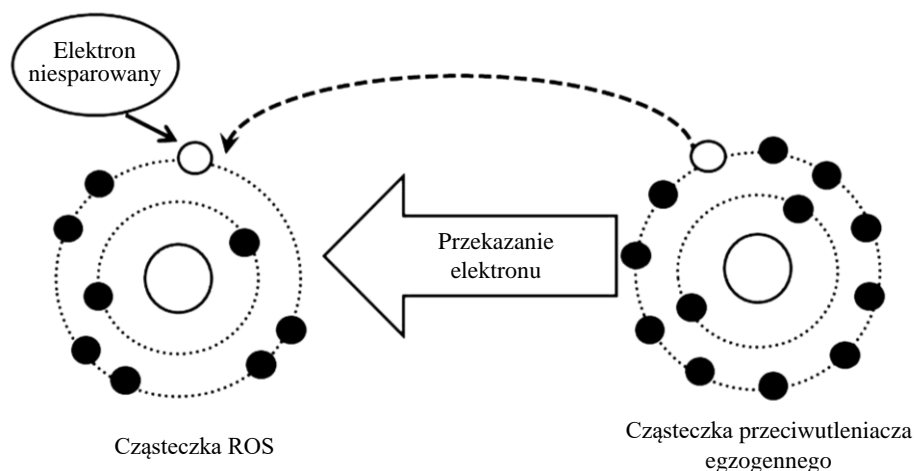 Elektron
niesparowany
Przekazanie
elektronu
Cząsteczka ROS
Cząsteczka przeciwutleniacza
egzogennego